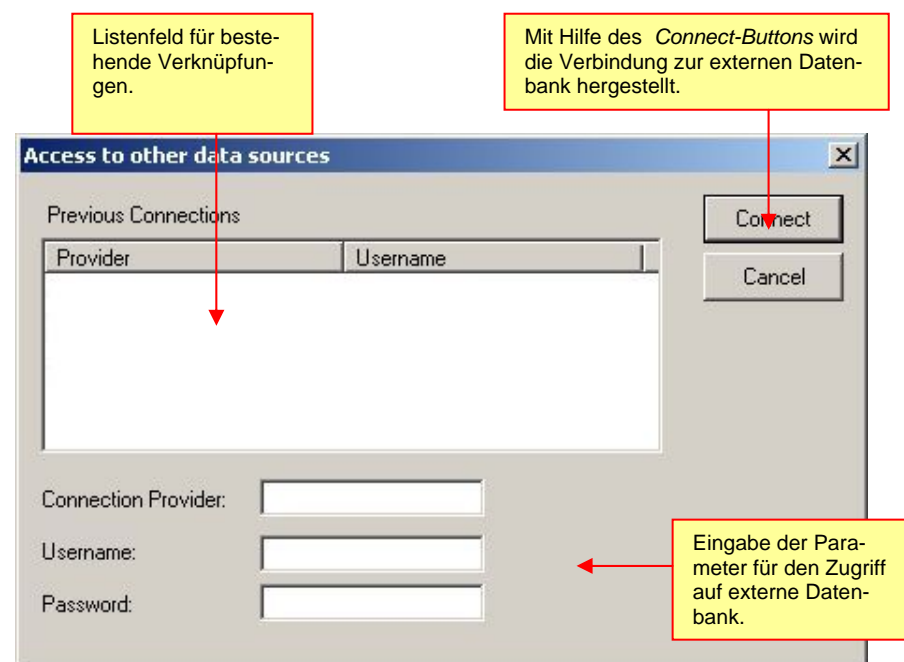 Listenfeld für beste-
hende Verknüpfun-
gen.
Mit Hilfe des Connect-Buttons wird
die Verbindung zur externen Daten-
bank hergestellt.
Access to other data sources
Previous Connections
Connect
Provider Username
Cancel
Connection Provider:
Username:
Password:
Eingabe der Para-
meter für den Zugriff
auf externe Daten-
bank.